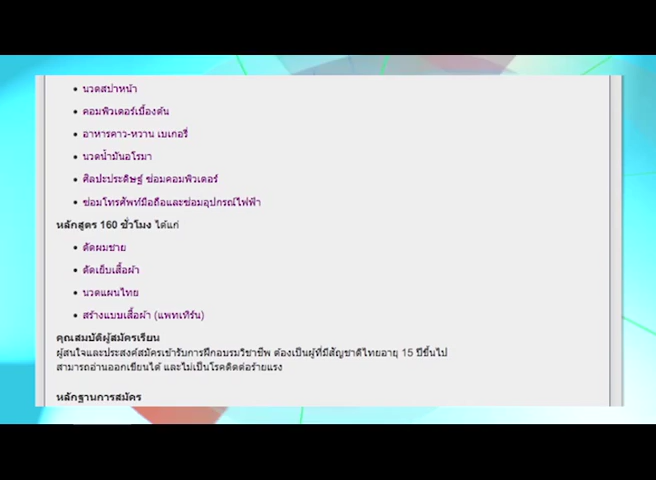 นวดสปาหน้า
คอมพิวเตอร์เบื้องต้น
อาหารคาว-หวาน เบเกอรี่
นวดน้ำมันอโรมา
ศิลปะประดิษฐ์ ซ่อมคอมพิวเตอร์
ซ่อมโทรศัพท์มือถือและซ่อมอุปกรณ์ไฟฟ้า
หลักสูตร 160 ชั่วโมง ได้แก่
ตัดผมชาย
ตัดเย็บเสื้อผ้า
นวดแผนไทย
สร้างแบบเสื้อผ้า (แพทเทิร์น)
คุณสมบัติผู้สมัครเรียน
ผู้สนใจและประสงค์สมัครเข้ารับการฝึกอบรมวิชาชีพ ต้องเป็นผู้ที่มีสัญชาติไทยอายุ 15 ปีขึ้นไป
สามารถอ่านออกเขียนได้ และไม่เป็นโรคติดต่อร้ายแรง
หลักฐานการสมัคร